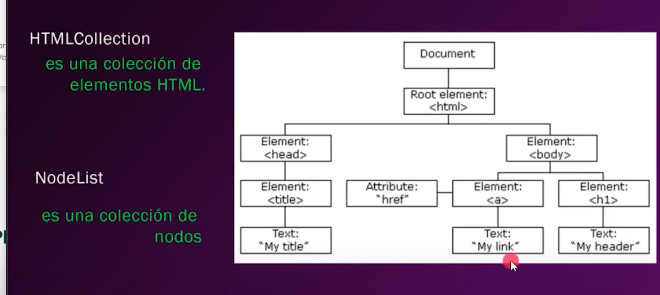 HTMLCollection
es una colección de
elementos HTML.
NodeList
es una colección de
nodos
Document
Root element:
<html>
Element:
<head>
Element:
<body>
Element:
<title>
Attribute:
"href"
Element:
<a>
Element:
<h1>
Text:
"My title"
Text:
"My link"
Text:
"My header"